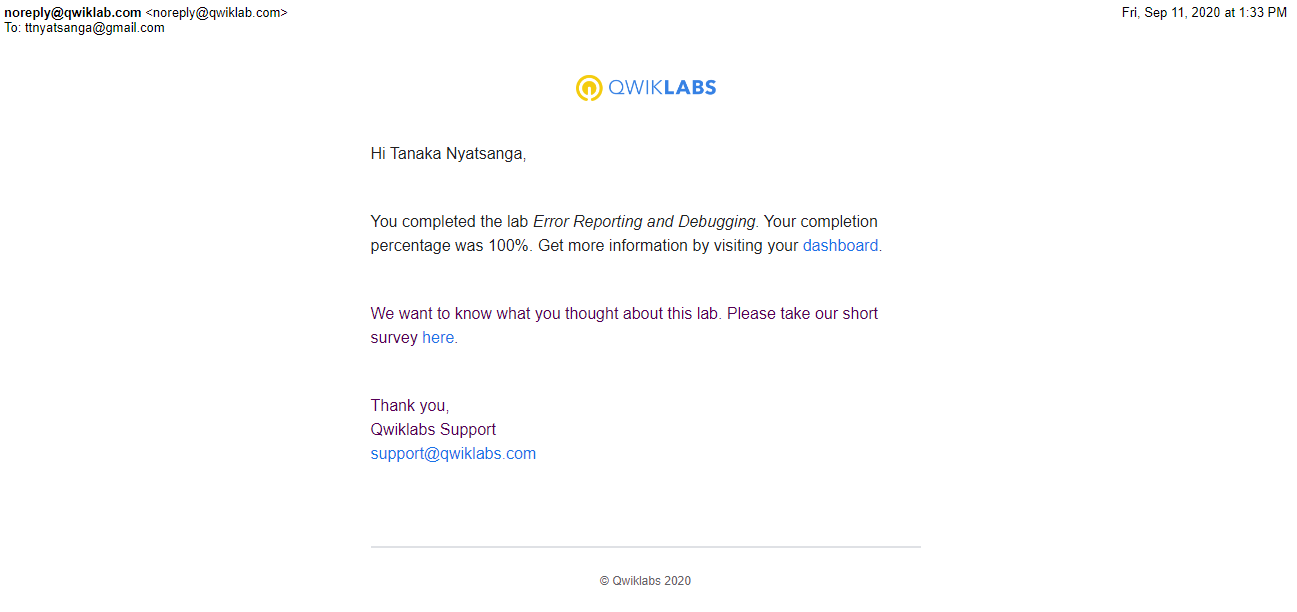 noreply@qwiklab.com <noreply@qwiklab.com>
Fri, Sep 11, 2020 at 1:33 PM
To: ttnyatsanga@gmail.com
QWIKLABS
Hi Tanaka Nyatsanga,
You completed the lab Error Reporting and Debugging. Your completion
percentage was 100%. Get more information by visiting your dashboard.
We want to know what you thought about this lab. Please take our short
survey here.
Thank you,
Qwiklabs Support
support@qwiklabs.com
© Qwiklabs 2020